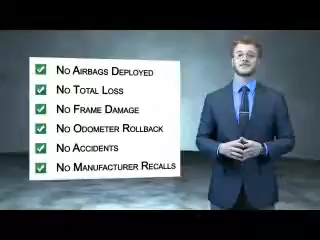 No Airbags Deployed
No Total Loss
No Frame Damage
No Odometer Rollback
No Accidents
No Manufacturer Recalls